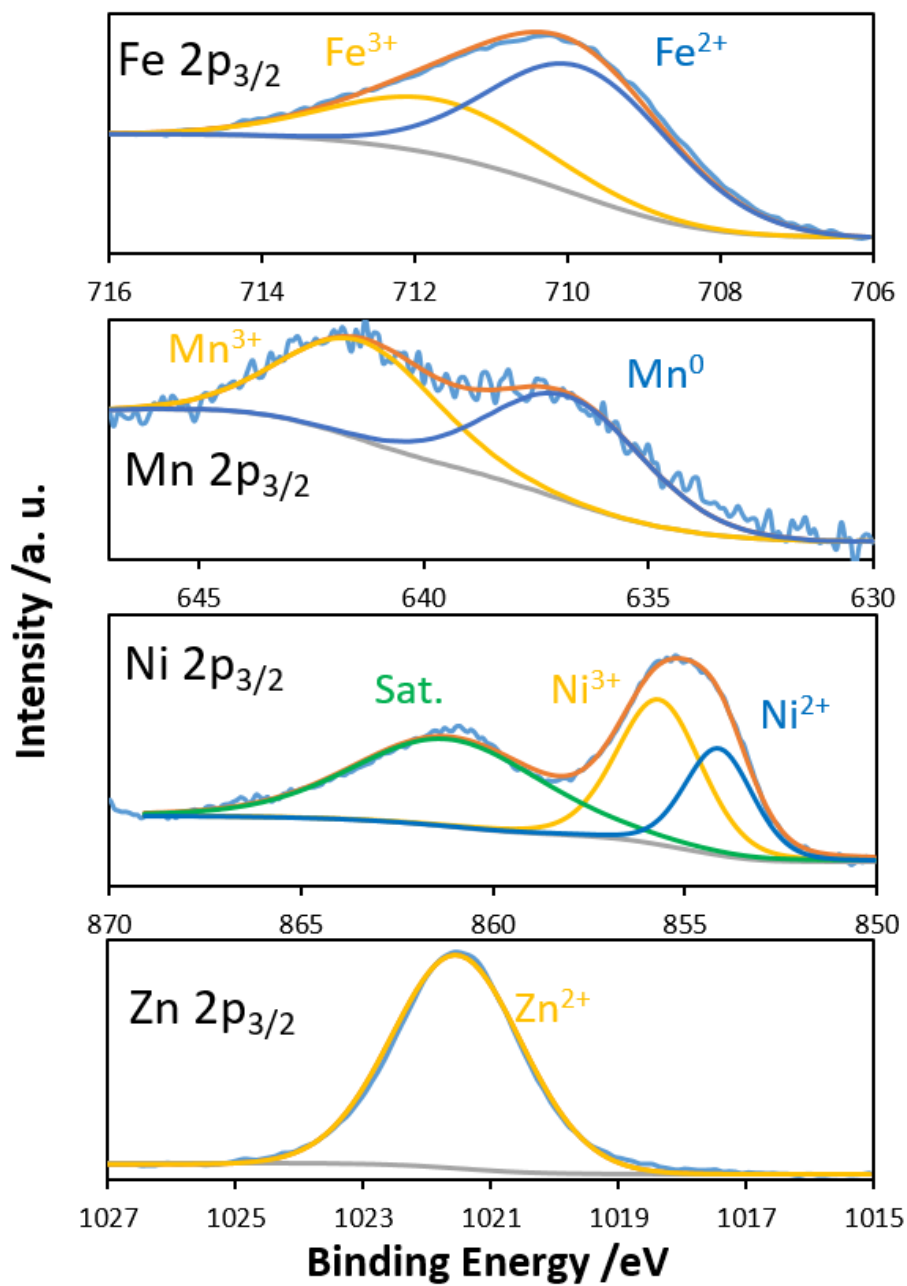 Fe 2p3/2
Fe3+
Fe2+
716 714 712 710 708 706
Mn3+
Mn0
Mn 2p3/2
645 640 635 630
Ni 2p3/2
Sat.
Ni3+
Ni2+
870 865 860 854 850
Zn 2p3/2
Zn2+
1027 1025 1023 1021 1019 1017 1015
Binding Energy /eV
Intensity /a. u.